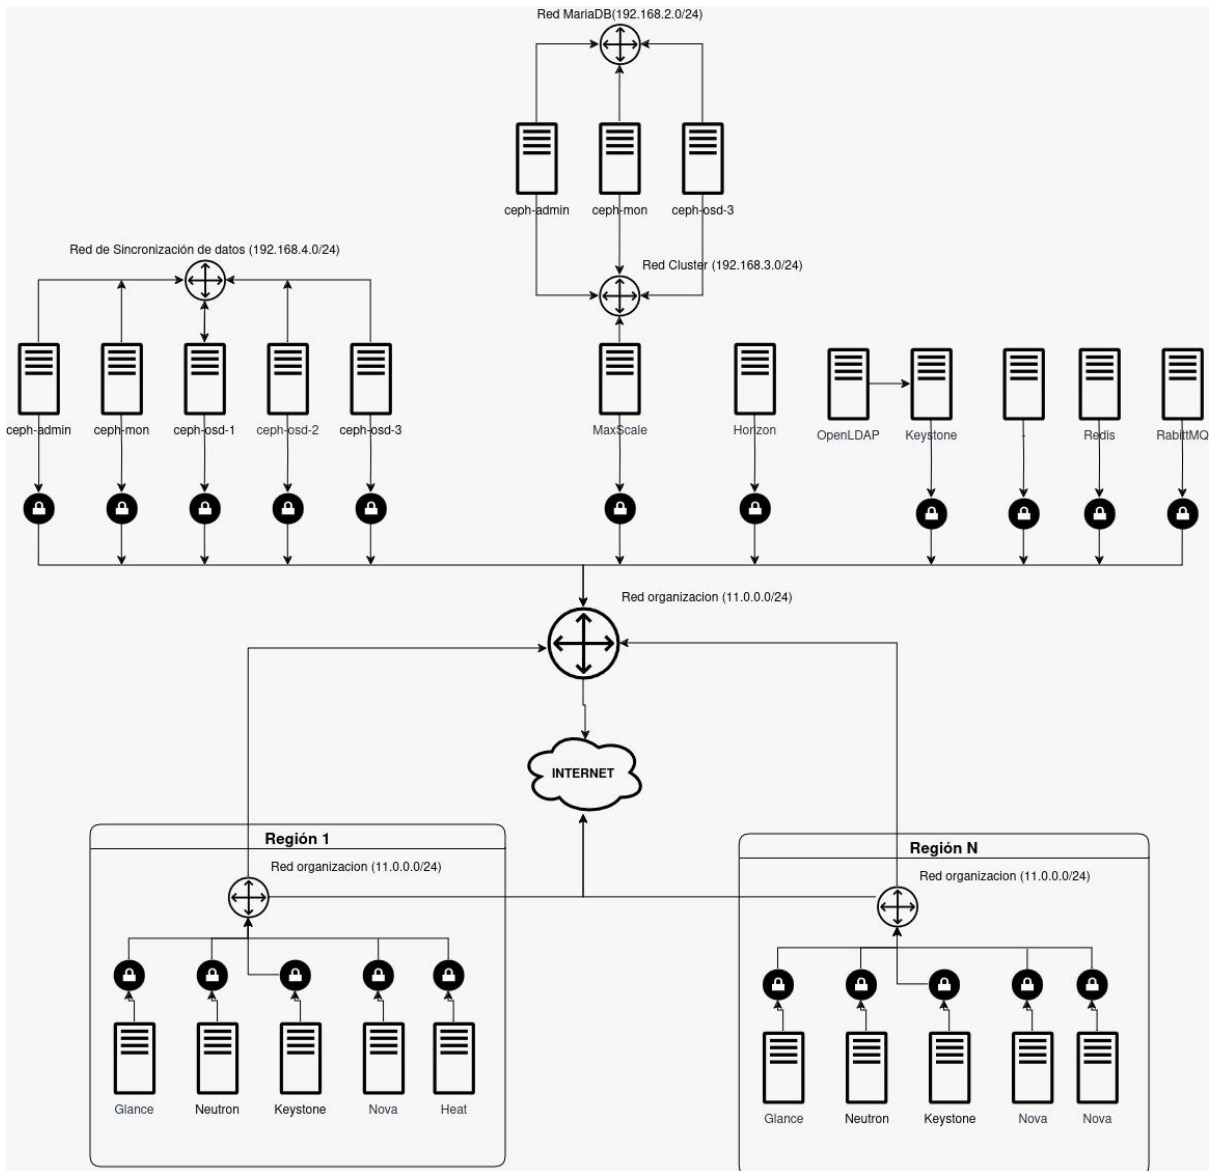 Red MariaDB(192.168.2.0/24)
ceph-admin
ceph-mon
ceph-osd-3
Red de Sincronización de datos (192.168.4.0/24)
Red Cluster (192.168.3.0/24)
ceph-admin
ceph-mon
ceph-osd-1
ceph-osd-2
ceph-osd-3
MaxScale
Horizon
OpenLDAP
Keystone
Redis
RabittMQ
Red organizacion (11.0.0.0/24)
INTERNET
Región 1
Red organizacion (11.0.0.0/24)
Glance
Neutron
Keystone
Nova
Heat
Región N
Red organizacion (11.0.0.0/24)
Glance
Neutron
Keystone
Nova
Nova